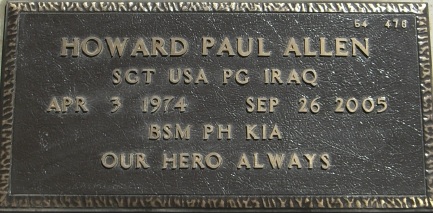 64 478
HOWARD PAUL ALLEN
SGT USA PG IRAQ
APR 3 1974 SEP 26 2005
BSM PH KIA
OUR HERO ALWAYS